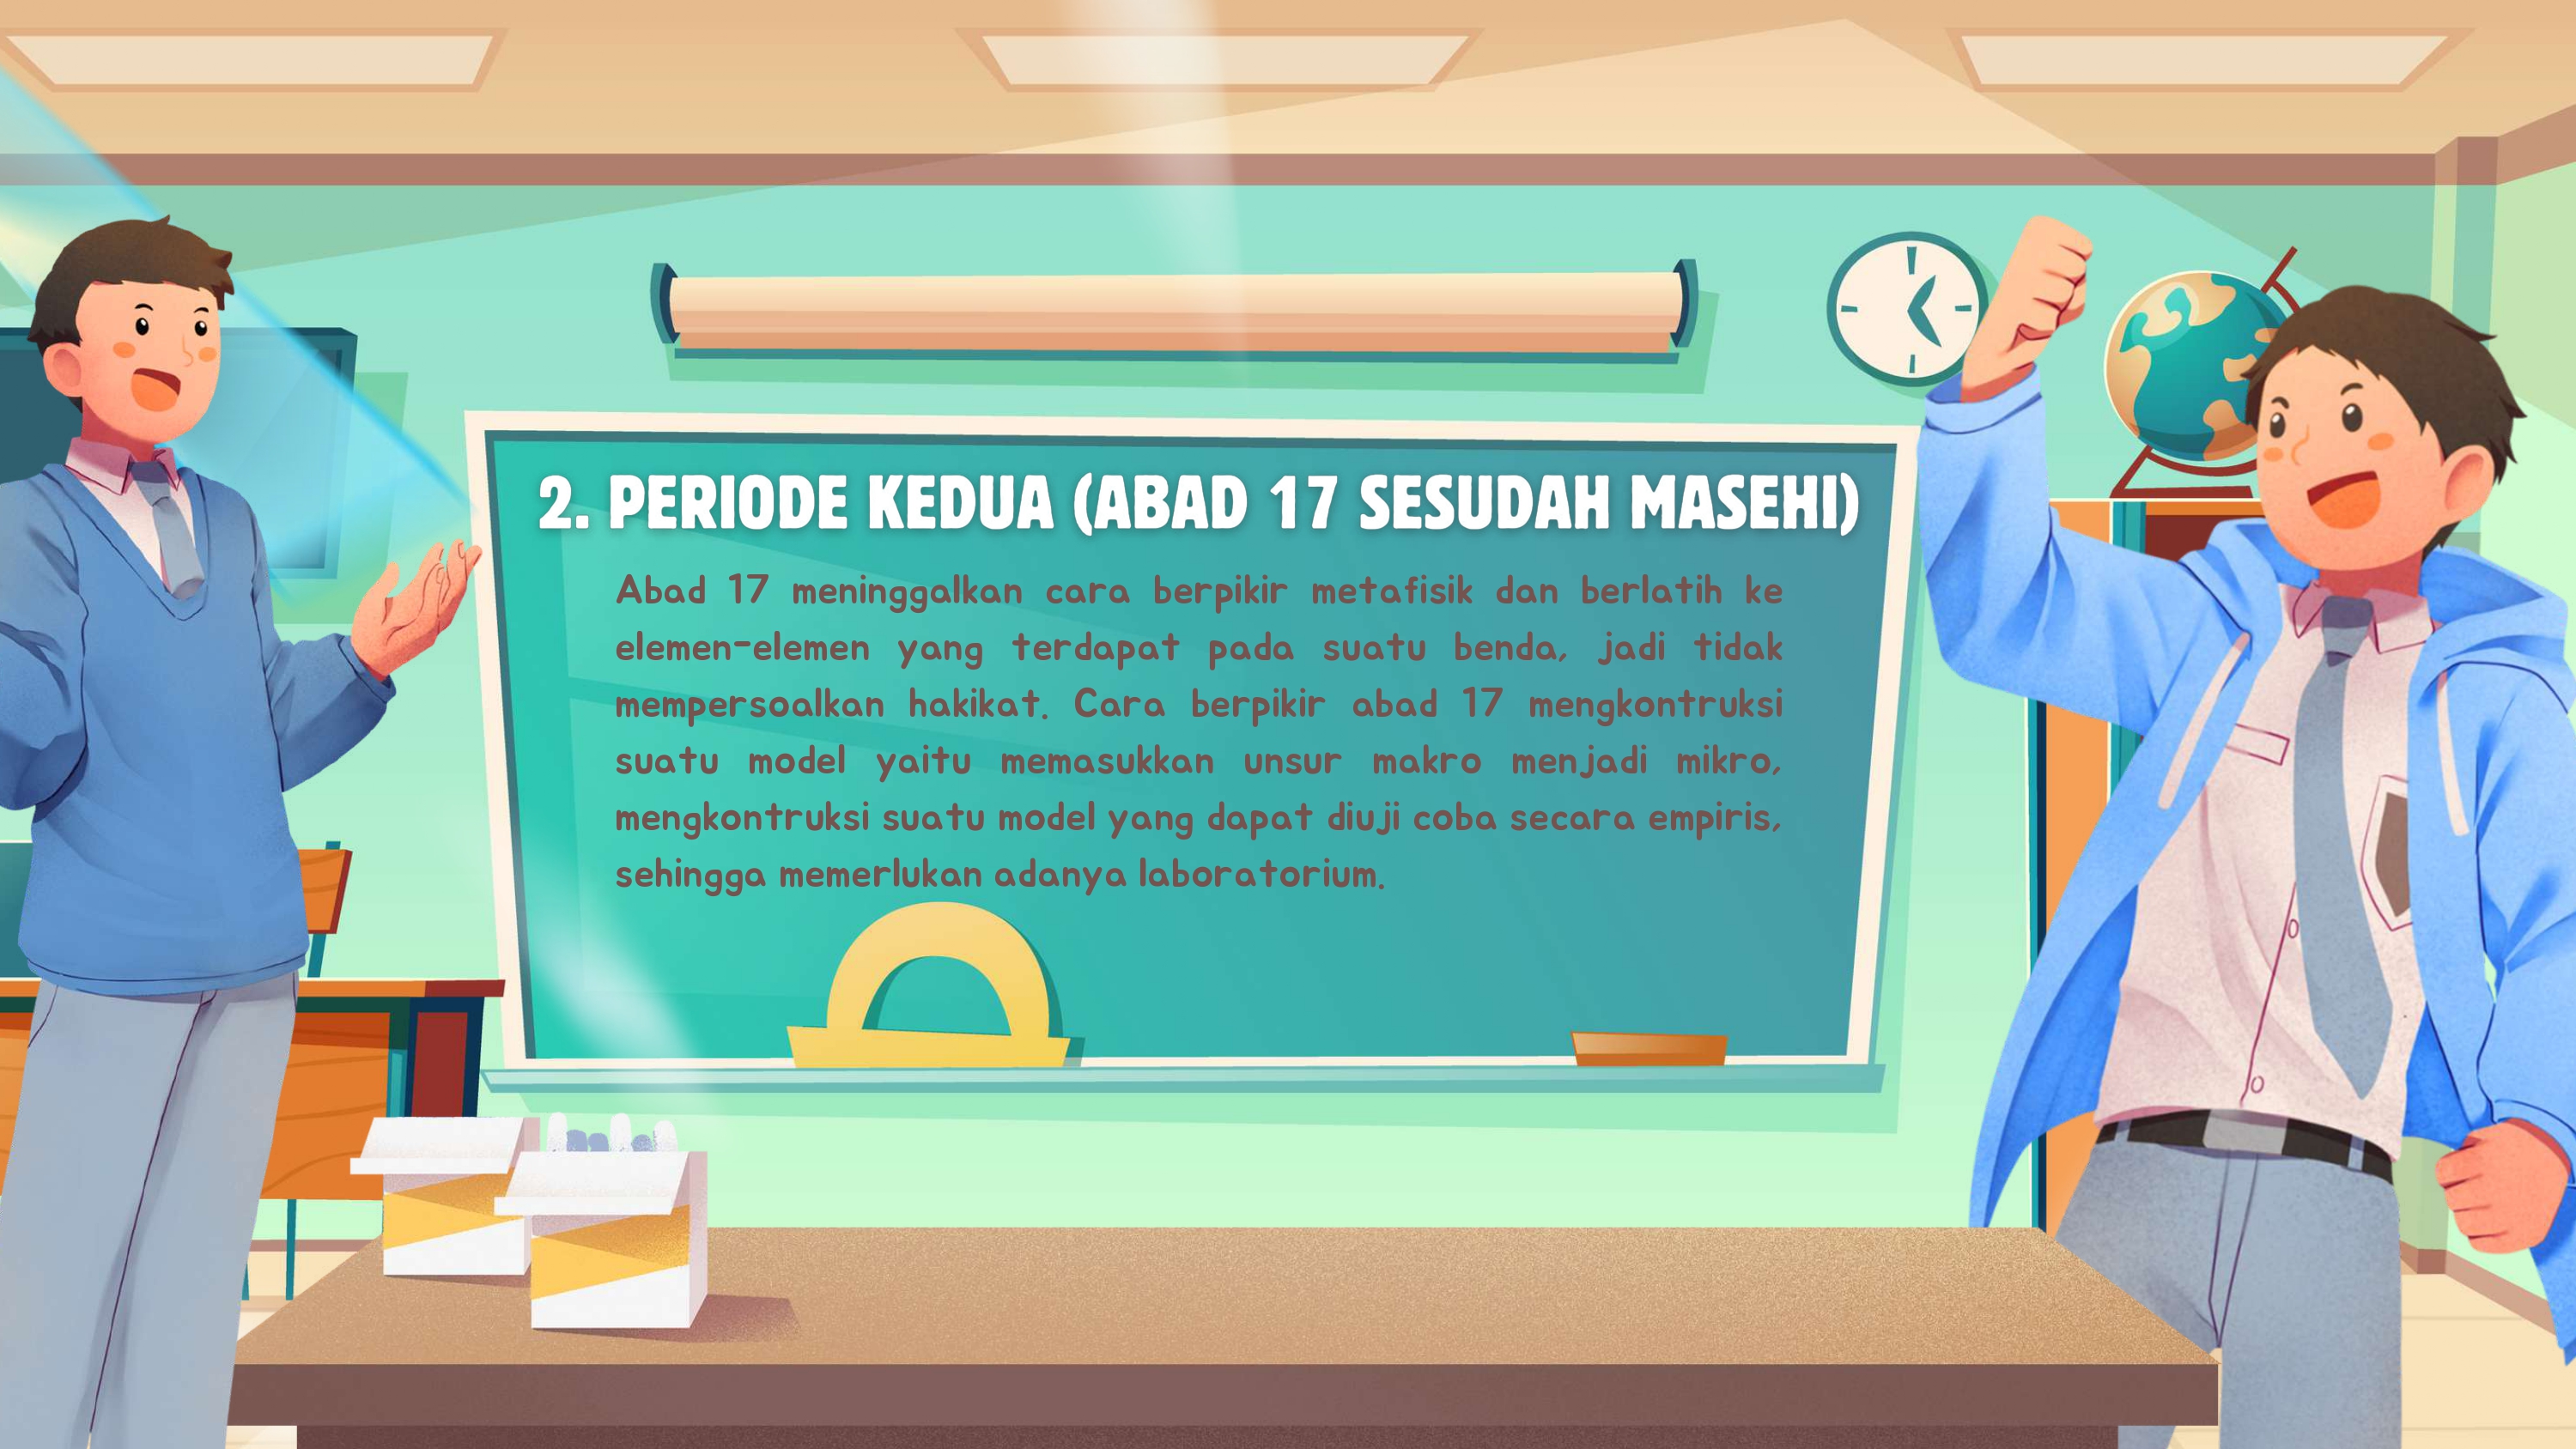 2. PERIODE KEDUA (ABAD 17 SESUDAH MASEHI)
Abad 17 meninggalkan cara berpikir metafisik dan berlatih ke
elemen-elemen yang terdapat pada suatu benda, jadi tidak
mempersoalkan hakikat. Cara berpikir abad 17 mengkontruksi
suatu model yaitu memasukkan unsur makro menjadi mikro,
mengkontruksi suatu model yang dapat diuji coba secara empiris,
sehingga memerlukan adanya laboratorium.